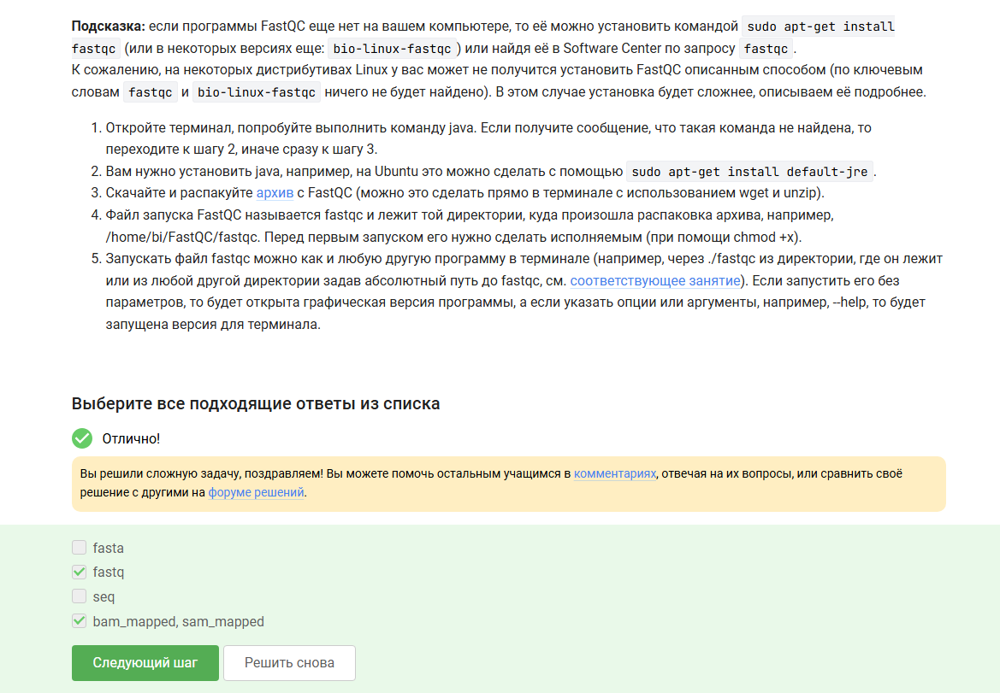 Подсказка: если программы FastQC еще нет на вашем компьютере, то её можно установить командой sudo apt-get install
fastqc (или в некоторых версиях еще: bio-linux-fastqc) или найдя её в Software Center по запросу fastqc.
К сожалению, на некоторых дистрибутивах Linux у вас может не получится установить FastQC описанным способом (по ключевым
словам fastqc и bio-linux-fastqc ничего не будет найдено). В этом случае установка будет сложнее, описываем её подробнее.
1. Откройте терминал, попробуйте выполнить команду java. Если получите сообщение, что такая команда не найдена, то
переходите к шагу 2, иначе сразу к шагу 3.
2. Вам нужно установить java, например, на Ubuntu это можно сделать с помощью sudo apt-get install default-jre.
3. Скачайте и распакуйте архив с FastQC (можно это сделать прямо в терминале с использованием wget и unzip).
4. Файл запуска FastQC называется fastqc и лежит той директории, куда произошла распаковка архива, например,
/home/bi/FastQC/fastqc. Перед первым запуском его нужно сделать исполняемым (при помощи chmod +x).
5. Запускать файл fastqc можно как и любую другую программу в терминале (например, через ./fastqc из директории, где он лежит
или из любой другой директории задав абсолютный путь до fastqc, см. соответствующее занятие). Если запустить его без
параметров, то будет открыта графическая версия программы, а если указать опции или аргументы, например, --help, то будет
запущена версия для терминала.
Выберите все подходящие ответы из списка
Отлично!
Вы решили сложную задачу, поздравляем! Вы можете помочь остальным учащимся в комментариях, отвечая на их вопросы, или сравнить своё
решение с другими на форуме решений.
fasta
fastq
seq
bam_mapped, sam_mapped
Следующий шаг Решить снова